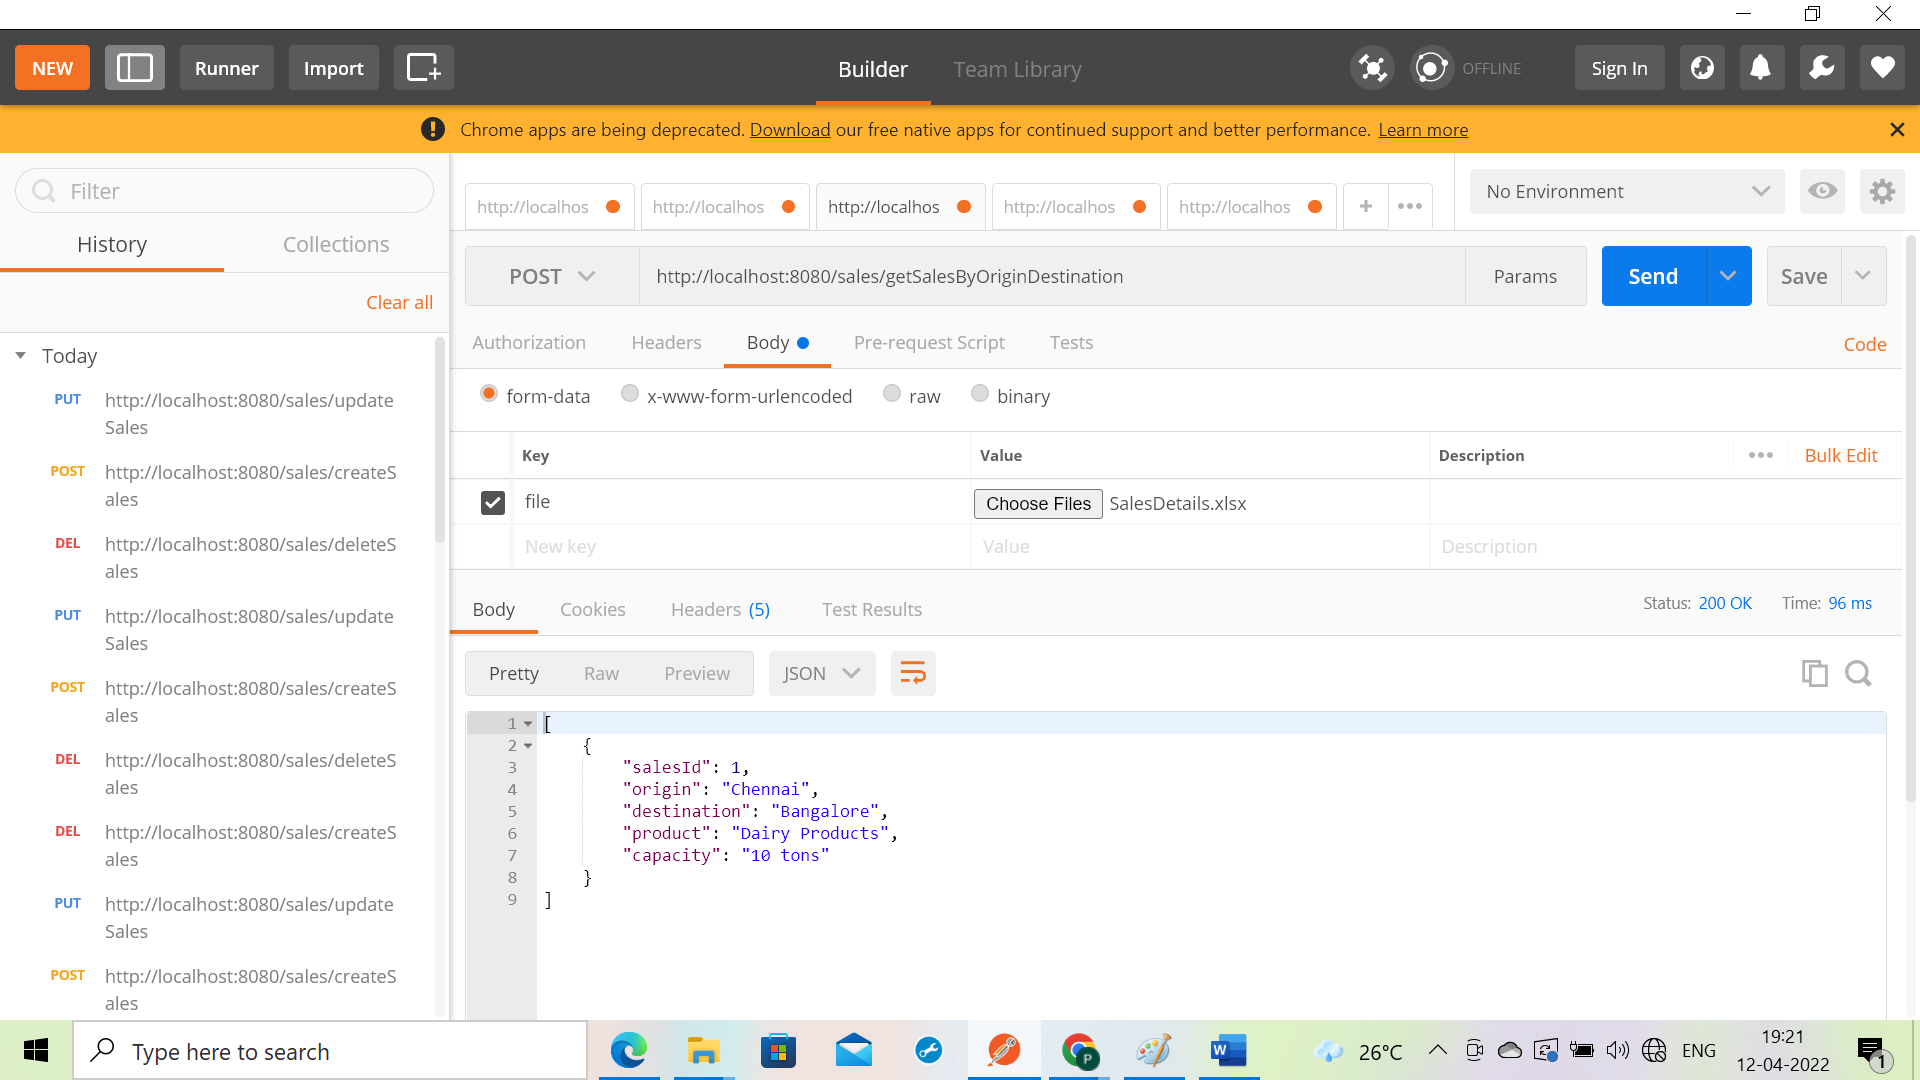 NEW
Runner
Import
Builder
Team Library
OFFLINE
Sign In
Chrome apps are being deprecated. Download our free native apps for continued support and better performance. Learn more
Filter
History
Collections
Clear all
Today
PUT http://localhost:8080/sales/update
Sales
POST http://localhost:8080/sales/createS
ales
DEL http://localhost:8080/sales/deleteS
ales
PUT http://localhost:8080/sales/update
Sales
POST http://localhost:8080/sales/createS
ales
DEL http://localhost:8080/sales/deleteS
ales
DEL http://localhost:8080/sales/createS
ales
PUT http://localhost:8080/sales/update
Sales
POST http://localhost:8080/sales/createS
ales
http://localhos
http://localhos
http://localhos
http://localhos
http://localhos
No Environment
POST
http://localhost:8080/sales/getSalesByOriginDestination
Params
Send
Save
Authorization
Headers
Body
Pre-request Script
Tests
Code
form-data
x-www-form-urlencoded
raw
binary
Key
Value
Description
Bulk Edit
file
Choose Files SalesDetails.xlsx
New key
Value
Description
Body
Cookies
Headers (5)
Test Results
Status: 200 OK
Time: 96 ms
Pretty
Raw
Preview
JSON
1 [
2 {
3 "salesId": 1,
4 "origin": "Chennai",
5 "destination": "Bangalore",
6 "product": "Dairy Products",
7 "capacity": "10 tons"
8 }
9 ]
Type here to search
P
W
26°C
ENG
19:21
12-04-2022
1